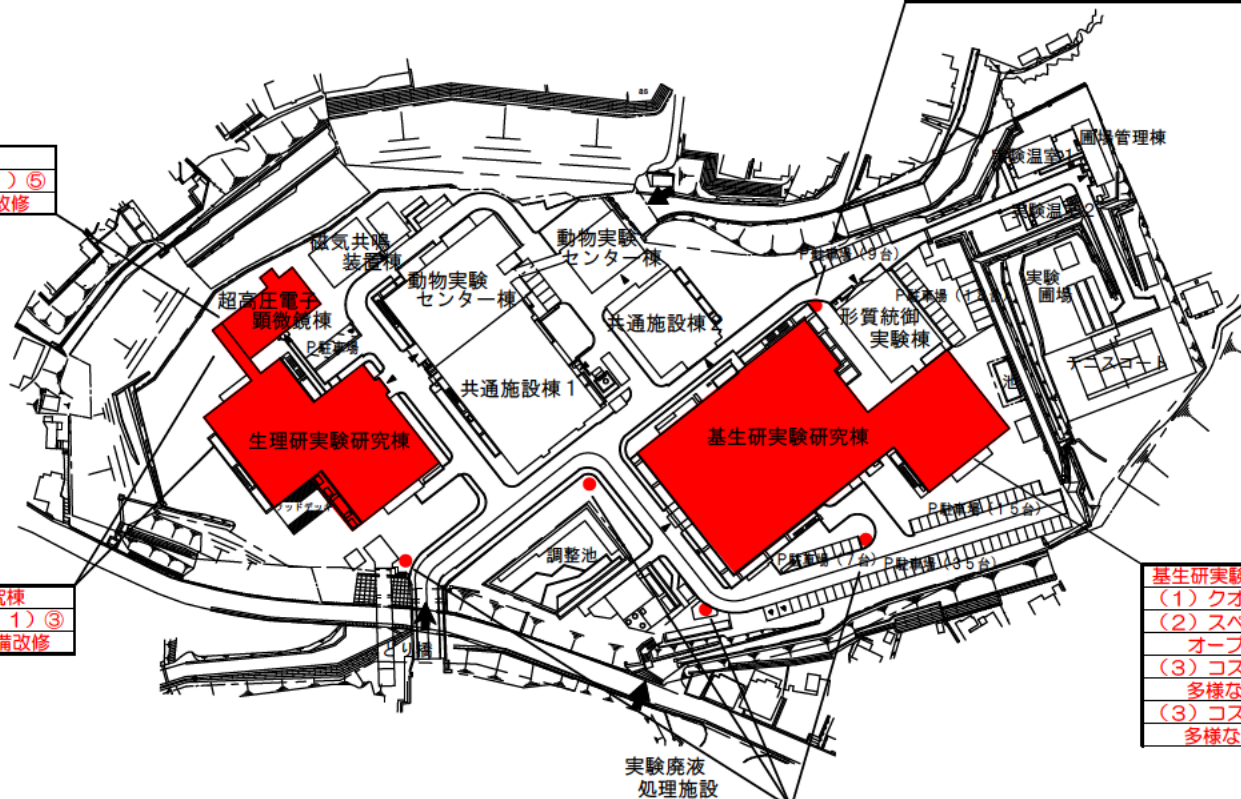 as
圃場管理棟
実験温室1
）⑤
改修
実験温室2
磁気共鳴
装置棟
動物実験
センター棟
P駐車場（9台）
動物実験
センター棟
実験
圃場
超高圧電子
顕微鏡棟
形質統御
実験棟
共通施設棟2
P駐車場
テニスコート
共通施設棟1
池
生理研実験研究棟
基生研実験研究棟
ウッドデッキ
P駐車場（15台）
調整池
P駐車場（7台）
P駐車場（35台）
究棟
1）③
備改修
基生研実験
（1）クオ
（2）スペ
オープ
（3）コス
多様な
（3）コス
多様な
実験廃液
処理施設